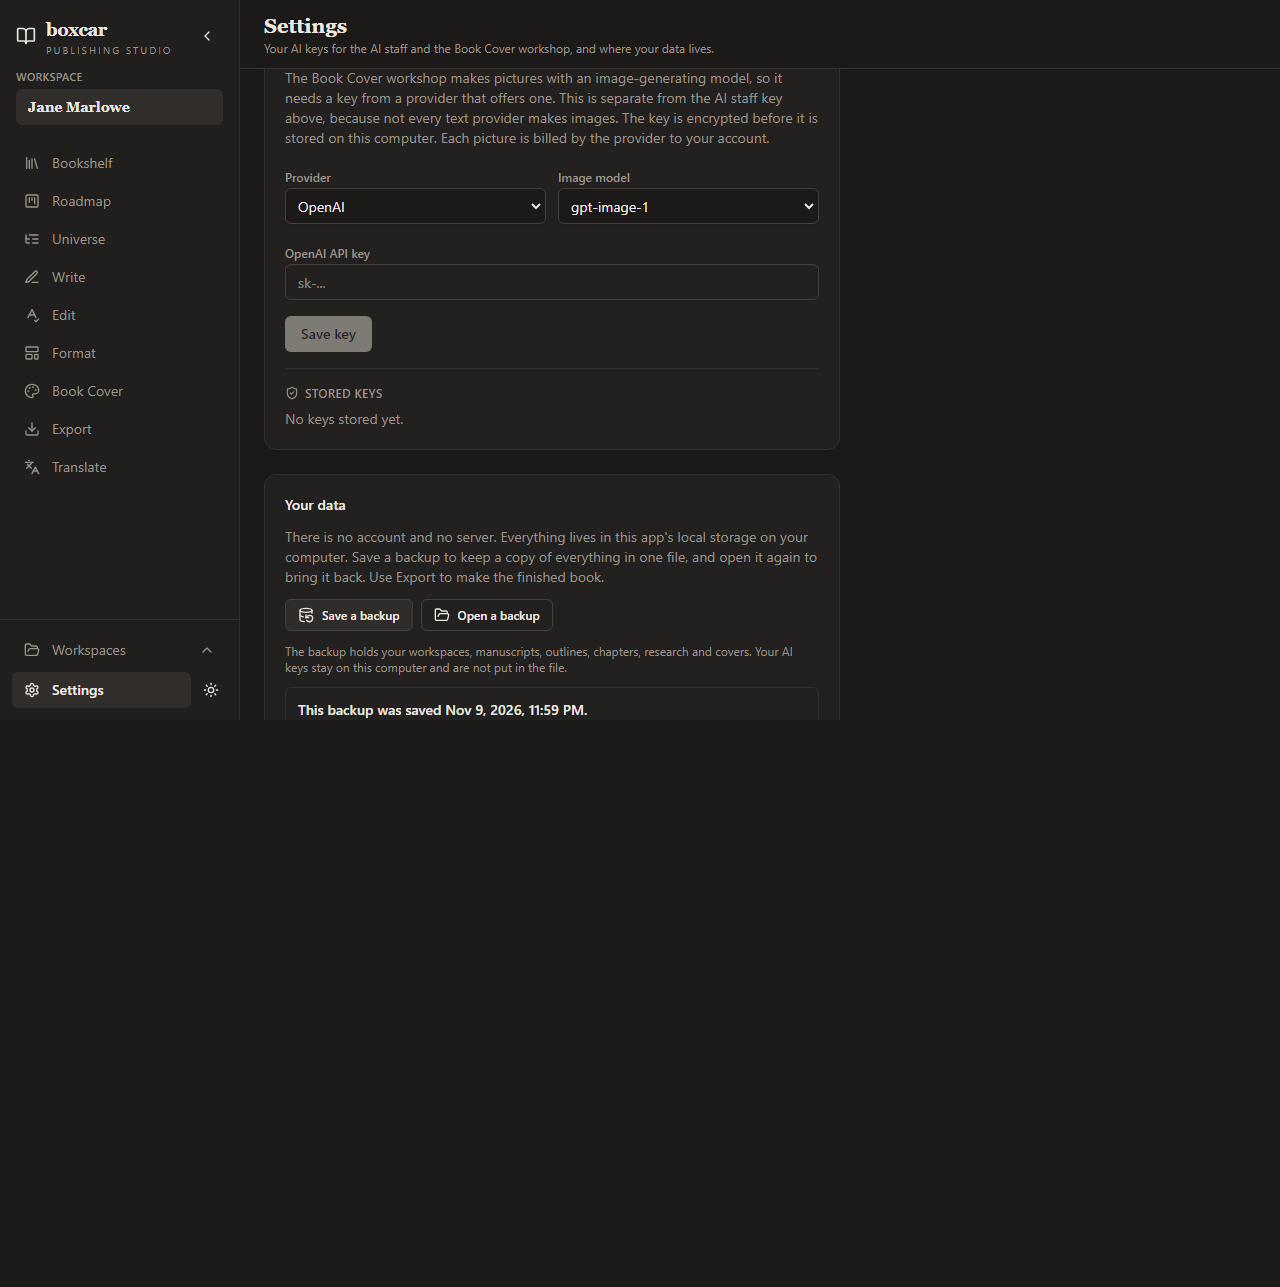 boxcar
PUBLISHING STUDIO
WORKSPACE
Jane Marlowe
Bookshelf
Roadmap
Universe
Write
Edit
Format
Book Cover
Export
Translate
Workspaces
Settings
Settings
Your AI keys for the AI staff and the Book Cover workshop, and where your data lives.
The Book Cover workshop makes pictures with an image-generating model, so it
needs a key from a provider that offers one. This is separate from the AI staff key
above, because not every text provider makes images. The key is encrypted before it is
stored on this computer. Each picture is billed by the provider to your account.
Provider
Image model
OpenAI
gpt-image-1
OpenAI API key
sk-...
Save key
STORED KEYS
No keys stored yet.
Your data
There is no account and no server. Everything lives in this app's local storage on your
computer. Save a backup to keep a copy of everything in one file, and open it again to
bring it back. Use Export to make the finished book.
Save a backup
Open a backup
The backup holds your workspaces, manuscripts, outlines, chapters, research and covers. Your AI
keys stay on this computer and are not put in the file.
This backup was saved Nov 9, 2026, 11:59 PM.